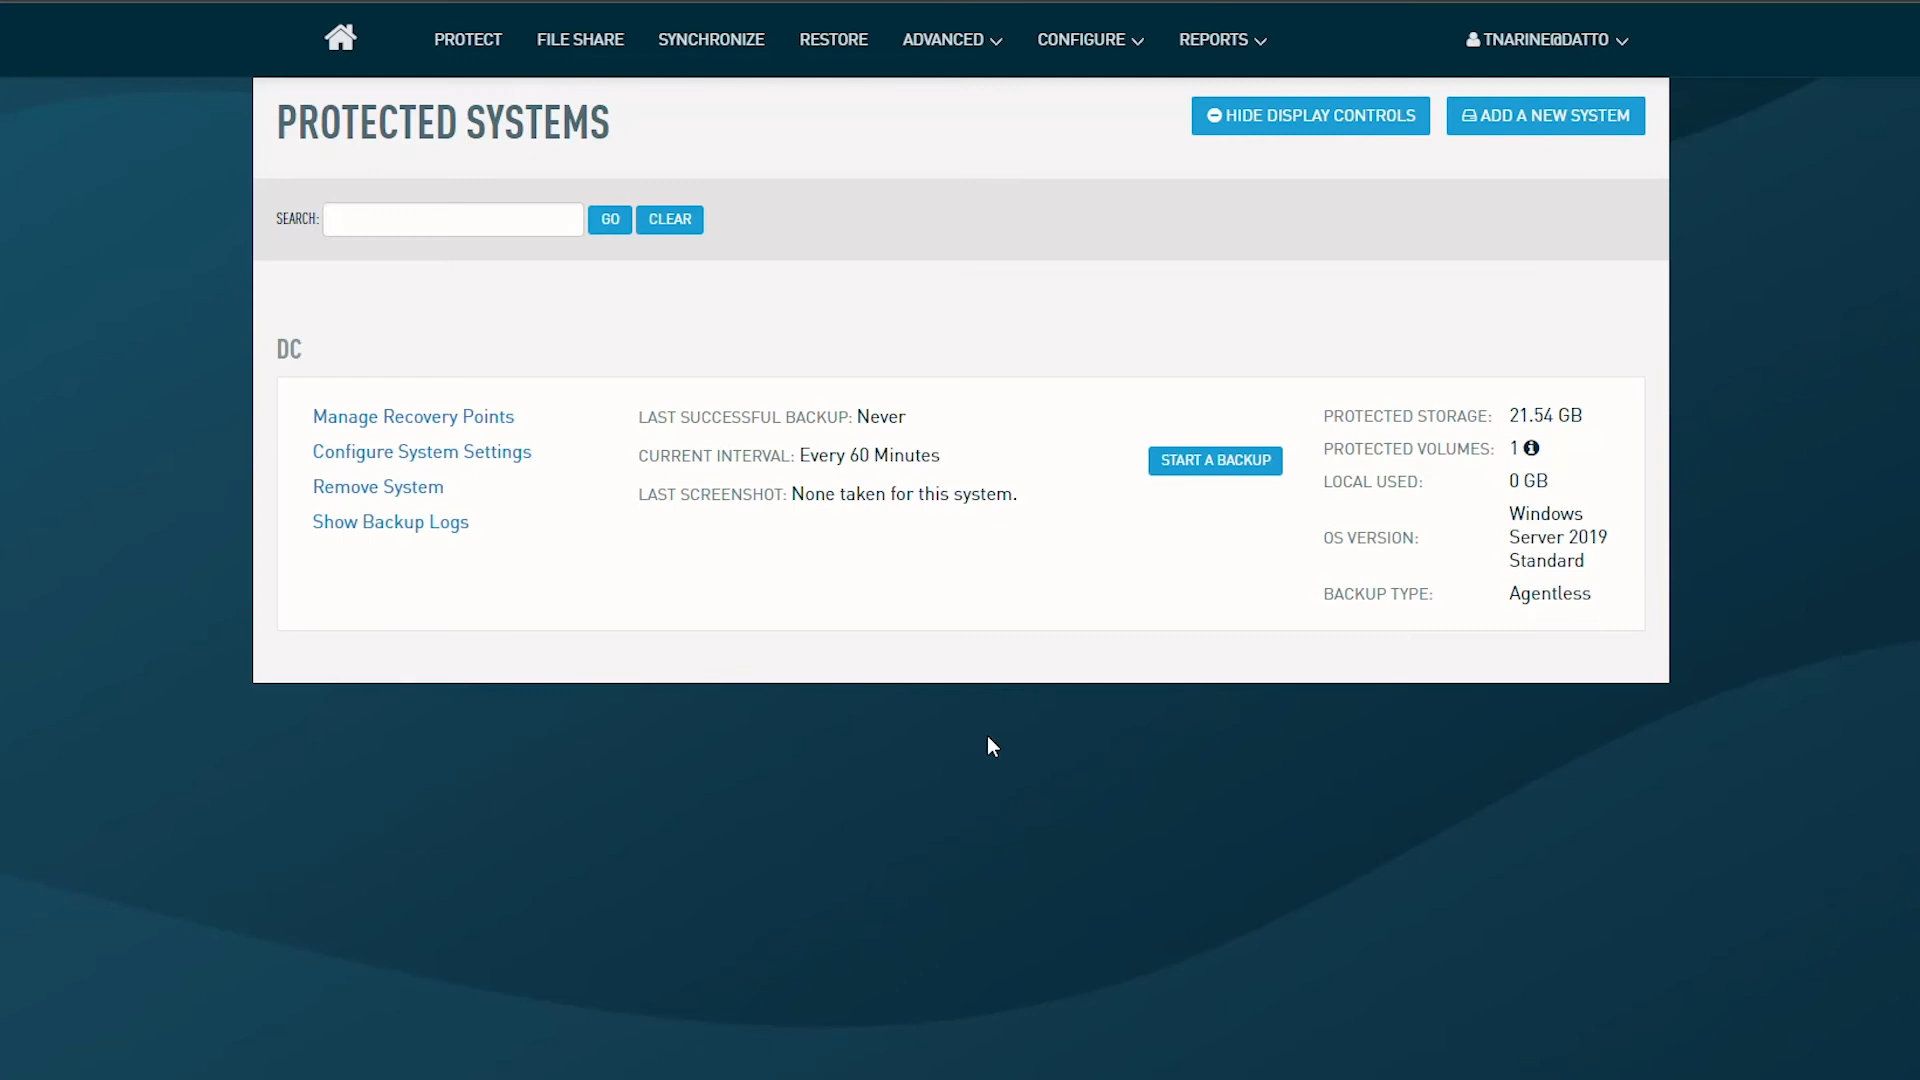 PROTECT FILE SHARE SYNCHRONIZE RESTORE ADVANCED CONFIGURE REPORTS TNARINE@DATTO
PROTECTED SYSTEMS
HIDE DISPLAY CONTROLS
ADD A NEW SYSTEM
SEARCH: GO CLEAR
DC
Manage Recovery Points
Configure System Settings
Remove System
Show Backup Logs
LAST SUCCESSFUL BACKUP: Never
CURRENT INTERVAL: Every 60 Minutes
LAST SCREENSHOT: None taken for this system.
START A BACKUP
PROTECTED STORAGE: 21.54 GB
PROTECTED VOLUMES: 1
LOCAL USED: 0 GB
OS VERSION: Windows
Server 2019
Standard
BACKUP TYPE: Agentless